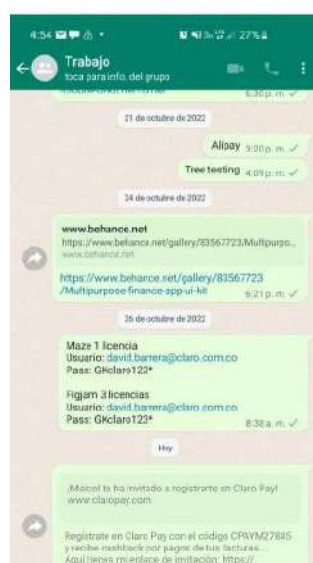 4:54
27%
Trabajo
toca para info. del grupo
6:30 p. m.
21 de octubre de 2022
Alipay 3:20 p. m.
Tree teeting 4:09 p. m.
24 de octubre de 2022
www.behance.net
https://www.behance.net/gallery/83567723/Multipurpo...
www.behance.net
https://www.behance.net/gallery/83567723
/Multipurpose-finance-app-ui-kit
6:21 p. m.
26 de octubre de 2022
Maze 1 licencia
Usuario: david.barrera@claro.com.co
Pass: GKclaro123*
Figjam 3 licencias
Usuario: david.barrera@claro.com.co
Pass: GKclaro123*
8:38 a. m.
Hoy
te ha invitado a registrarte en Claro Pay!
www.claropay.com
Regístrate en Claro Pay con el código
y recibe cashback por pagos de tus facturas...
Aquí tienes mi enlace de invitación: https://